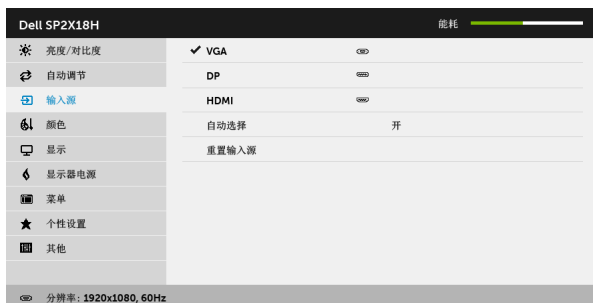 Dell SP2X18H 能耗
亮度/对比度
自动调节
输入源
颜色
显示
显示器电源
菜单
个性设置
其他
VGA
DP
HDMI
自动选择 开
重置输入源
分辨率: 1920x1080, 60Hz